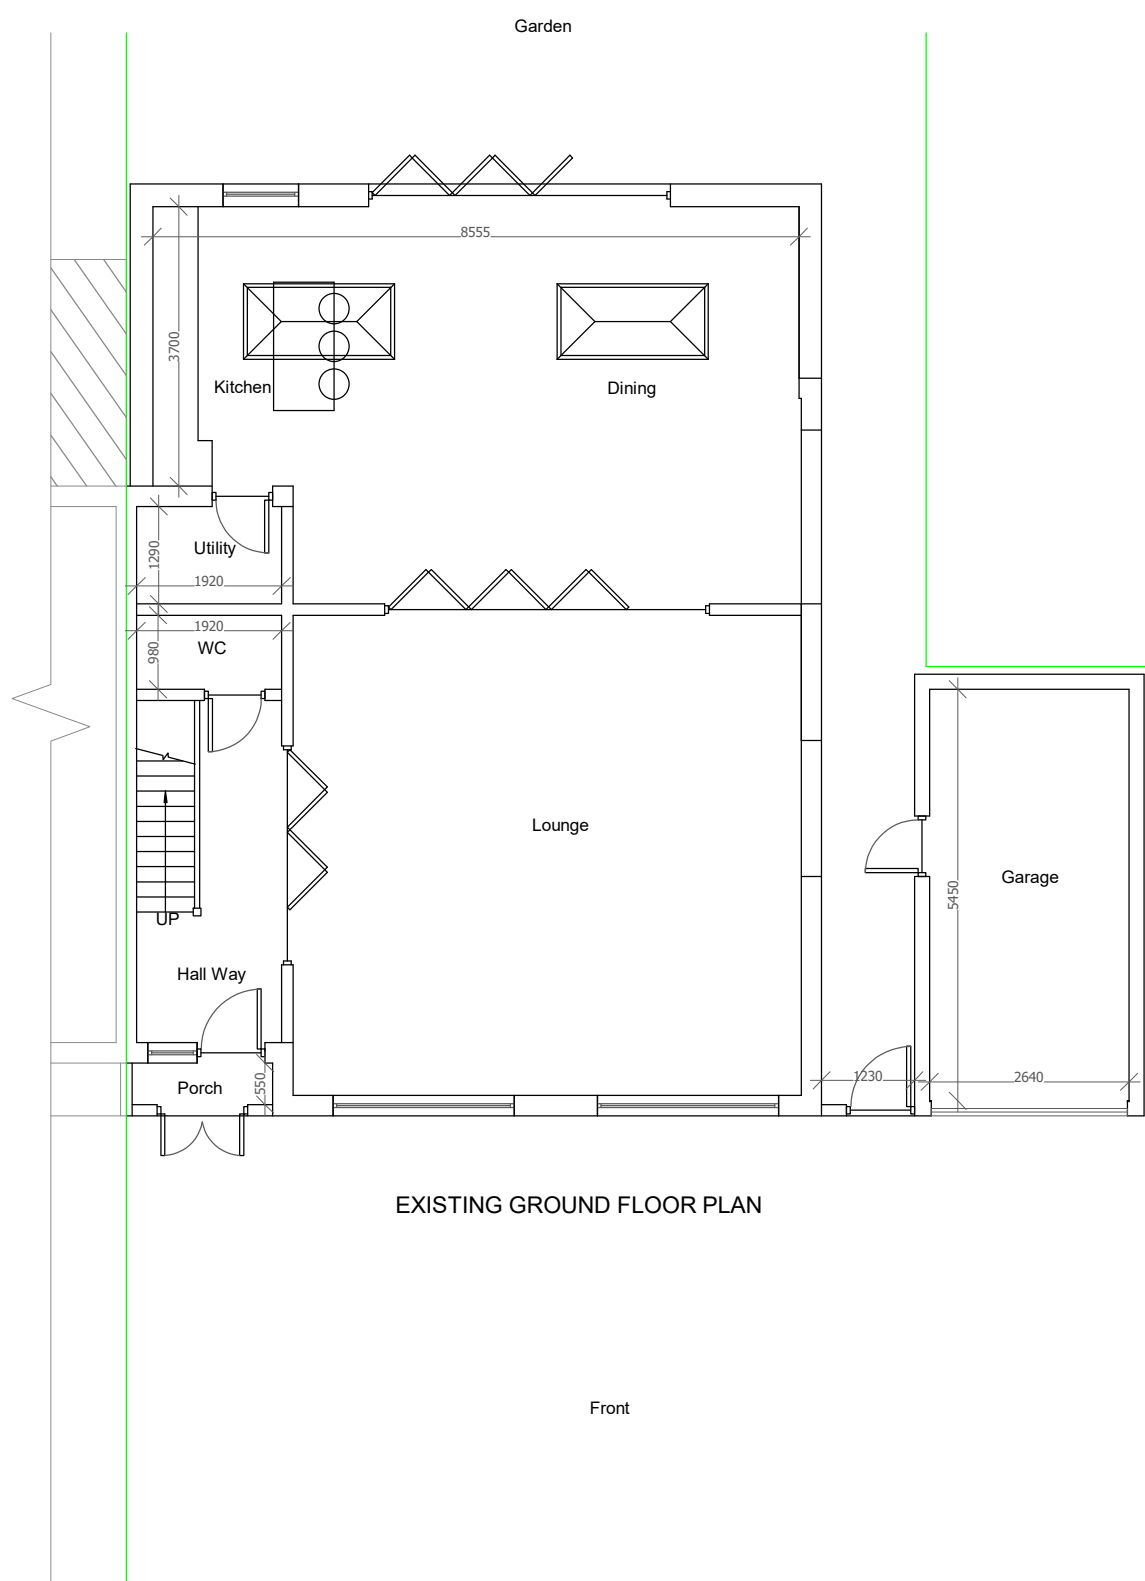 Garden
8555
3700
Kitchen
Dining
Utility
1290
1920
1920
WC
980
Lounge
Garage
5450
UP
Hall Way
Porch
550
1230
2640
EXISTING GROUND FLOOR PLAN
Front